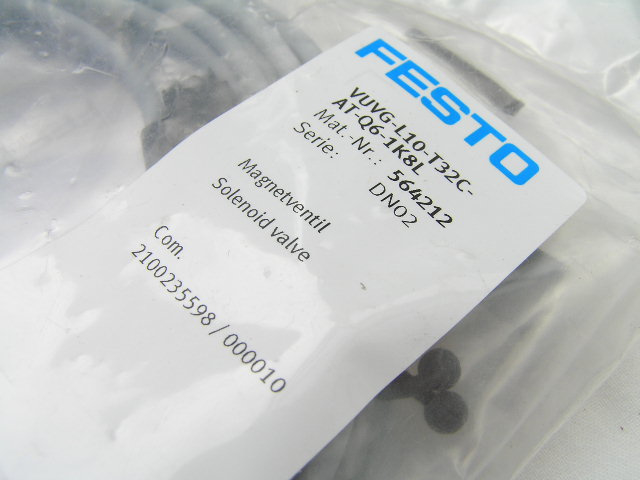 FESTO
VUVG-L10-T32C-
AT-Q6-1K8L
Mat.-Nr.: 564212
Serie: DN02
Magnetventil
Solenoid valve
Com.
2100235598 / 000010